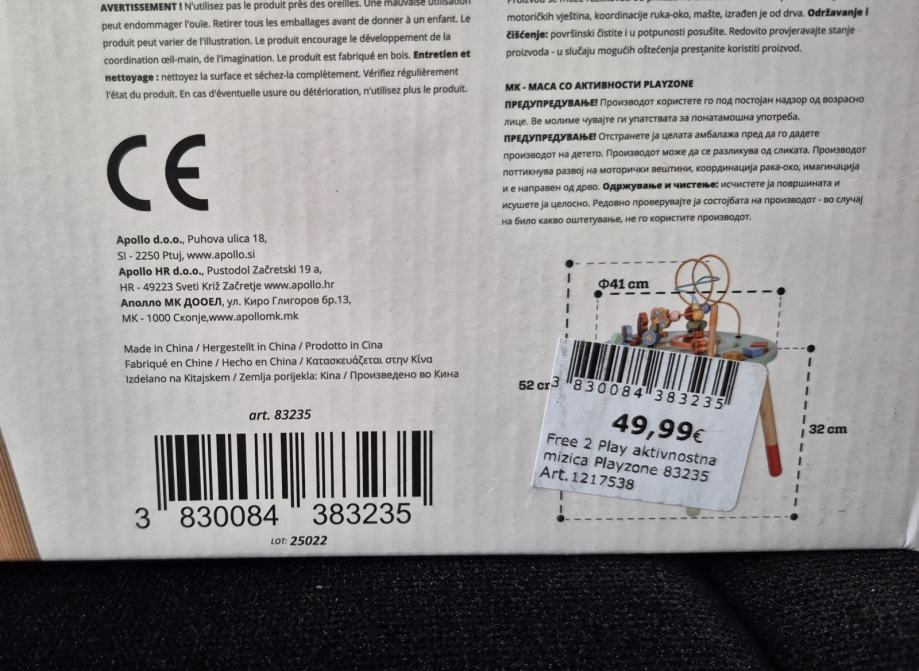 AVERTISSEMENT ! N'utilisez pas le produit près des oreilles. Une mauvaise utilisation
peut endommager l'ouïe. Retirer tous les emballages avant de donner à un enfant. Le
produit peut varier de l'illustration. Le produit encourage le développement de la
coordination œil-main, de l'imagination. Le produit est fabriqué en bois. Entretien et
nettoyage : nettoyez la surface et séchez-la complètement. Vérifiez régulièrement
l'état du produit. En cas d'éventuelle usure ou détérioration, n'utilisez plus le produit.
CE
Apollo d.o.o., Puhova ulica 18,
SI - 2250 Ptuj, www.apollo.si
Apollo HR d.o.o., Pustodol Začretski 19 a,
HR - 49223 Sveti Križ Začretje www.apollo.hr
Аполло МК ДООЕЛ, ул. Киро Глигоров бр.13,
МК - 1000 Скопје,www.apollomk.mk
Made in China / Hergestellt in China / Prodotto in Cina
Fabriqué en Chine / Hecho en China / Κατασκευάζεται στην Κίνα
Izdelano na Kitajskem / Zemlja porijekla: Kina / Произведено во Кина
art. 83235
3 830084 383235
LOT: 25022
motoričkih vještina, koordinacije ruka-oko, mašte, izrađen je od drva. Održavanje i
čišćenje: površinski čistite i u potpunosti posušite. Redovito provjeravajte stanje
proizvoda - u slučaju mogućih oštećenja prestanite koristiti proizvod.
МК - МАСА СО АКТИВНОСТИ PLAYZONE
ПРЕДУПРЕДУВАЊЕ! Производот користете го под постојан надзор од возрасно
лице. Ве молиме чувајте ги упатствата за понатамошна употреба.
ПРЕДУПРЕДУВАЊЕ! Отстранете ја целата амбалажа пред да го дадете
производот на детето. Производот може да се разликува од сликата. Производот
поттикнува развој на моторички вештини, координација рака-око, имагинација
и е направен од дрво. Одржување и чистење: исчистете ја површината и
исушете ја целосно. Редовно проверувајте ја состојбата на производот - во случај
на било какво оштетување, не го користите производот.
Φ41 cm
52 c
32 cm
3 830084 383235
49,99€
Free 2 Play aktivnostna
mizica Playzone 83235
Art.1217538